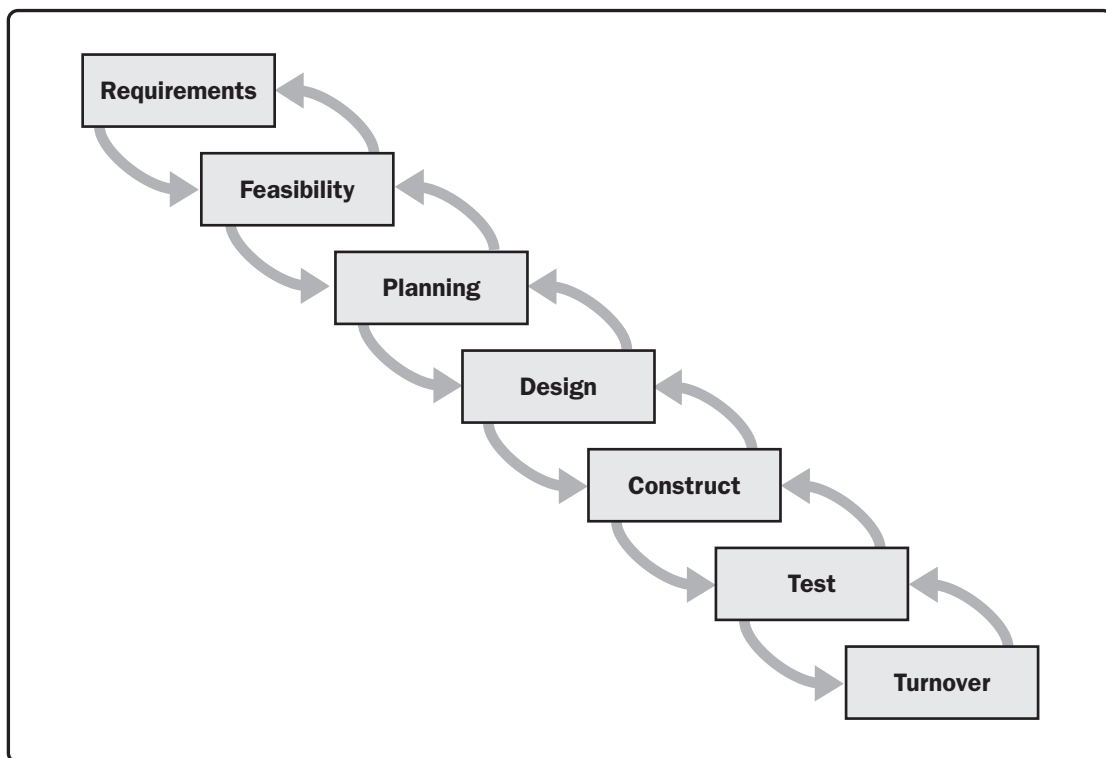 Requirements
Feasibility
Planning
Design
Construct
Test
Turnover